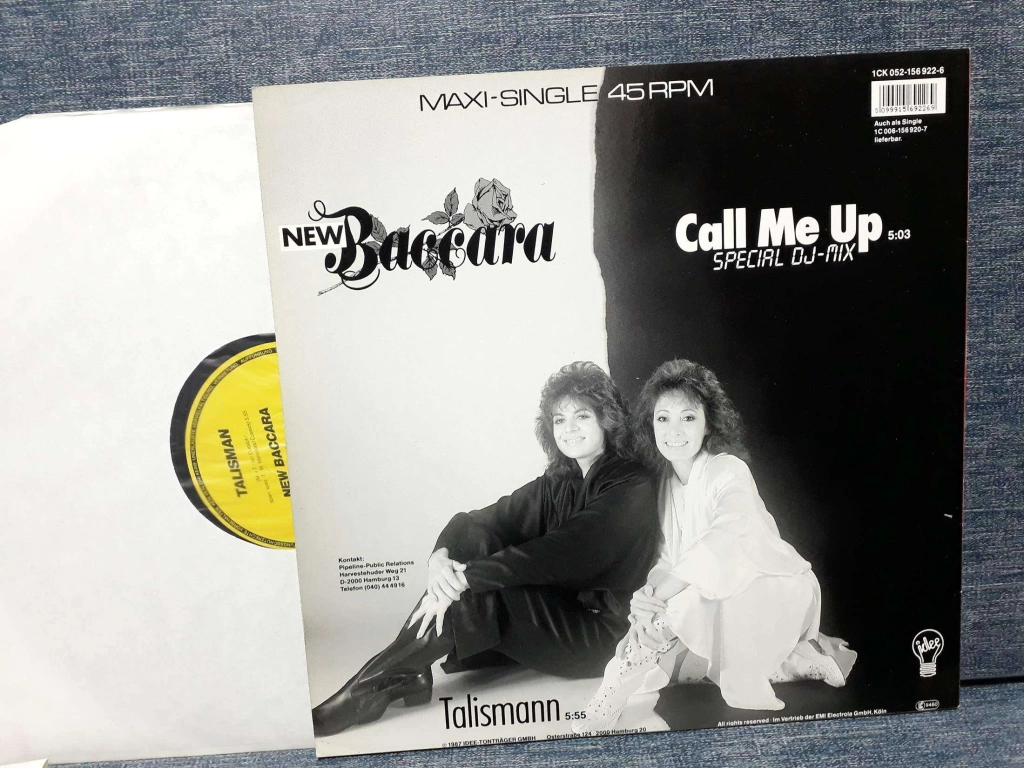 MAXI-SINGLE 45 RPM
1CK 052-156 922-6
5 099915 692269
Auch als Single
1C 006-156 920-7
lieferbar.
NEW Baccara
Call Me Up 5:03
SPECIAL DJ-MIX
TALISMAN
NEW BACCARA
Kontakt:
Pipeline-Public Relations
Harvestehuder Weg 21
D-2000 Hamburg 13
Telefon (040) 44 49 16
idee
Talismann 5:55
© 1987 IDEE-TONTRÄGER GMBH Osterstraße 124, 2000 Hamburg 20
All rights reserved · Im Vertrieb der EMI Electrola GmbH, Köln